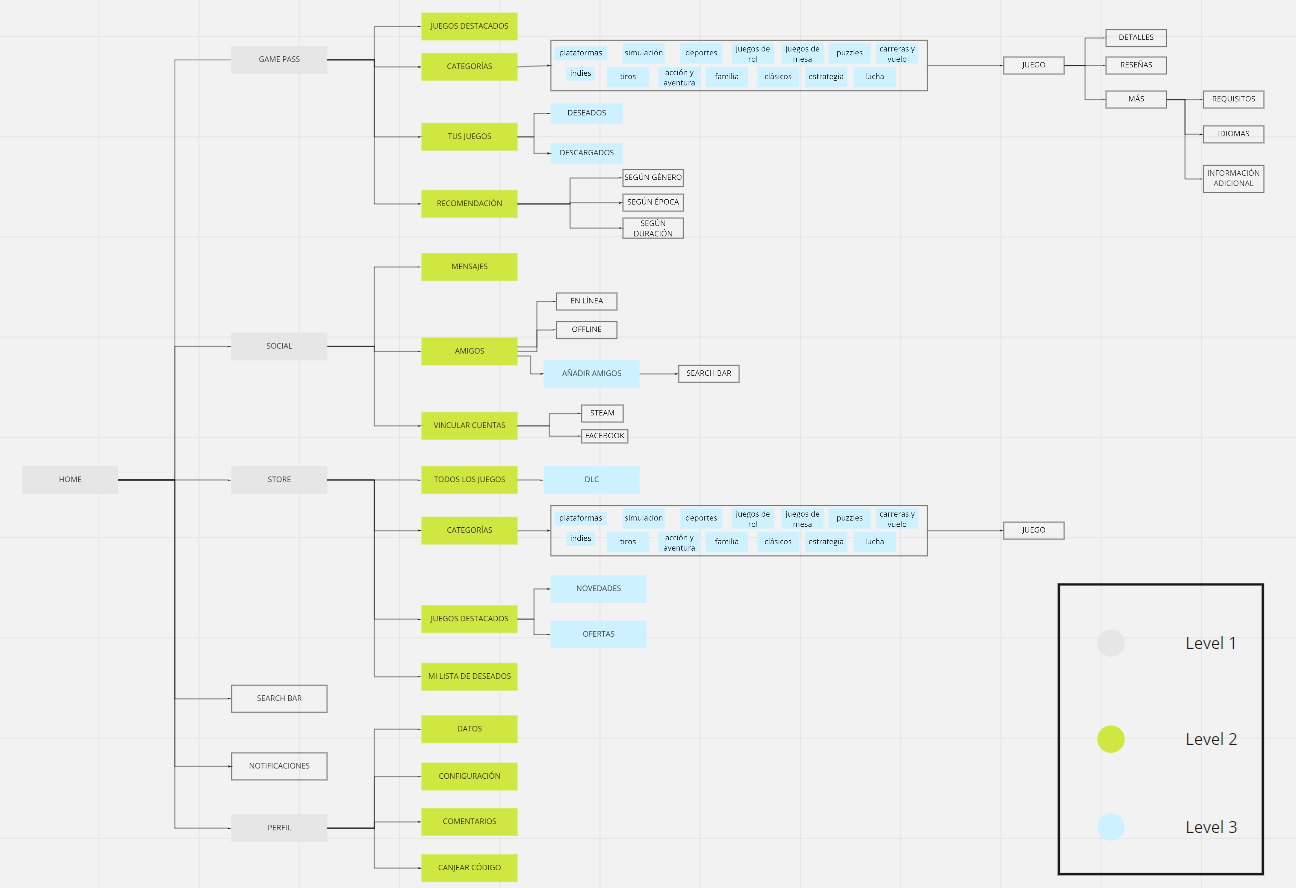 JUEGOS DESTACADOS
GAME PASS
CATEGORÍAS
plataformas
simulación
deportes
juegos de
rol
juegos de
mesa
puzzles
carreras y
vuelo
indies
tiros
acción y
aventura
familia
clásicos
estrategia
lucha
JUEGO
DETALLES
RESEÑAS
MÁS
REQUISITOS
IDIOMAS
INFORMACIÓN
ADICIONAL
TUS JUEGOS
DESEADOS
DESCARGADOS
RECOMENDACIÓN
SEGÚN GÉNERO
SEGÚN ÉPOCA
SEGÚN
DURACIÓN
MENSAJES
SOCIAL
AMIGOS
EN LÍNEA
OFFLINE
AÑADIR AMIGOS
SEARCH BAR
VINCULAR CUENTAS
STEAM
FACEBOOK
HOME
STORE
TODOS LOS JUEGOS
DLC
CATEGORÍAS
plataformas
simulación
deportes
juegos de
rol
juegos de
mesa
puzzles
carreras y
vuelo
indies
tiros
acción y
aventura
familia
clásicos
estrategia
lucha
JUEGO
JUEGOS DESTACADOS
NOVEDADES
OFERTAS
MI LISTA DE DESEADOS
SEARCH BAR
NOTIFICACIONES
PERFIL
DATOS
CONFIGURACIÓN
COMENTARIOS
CANJEAR CÓDIGO
Level 1
Level 2
Level 3